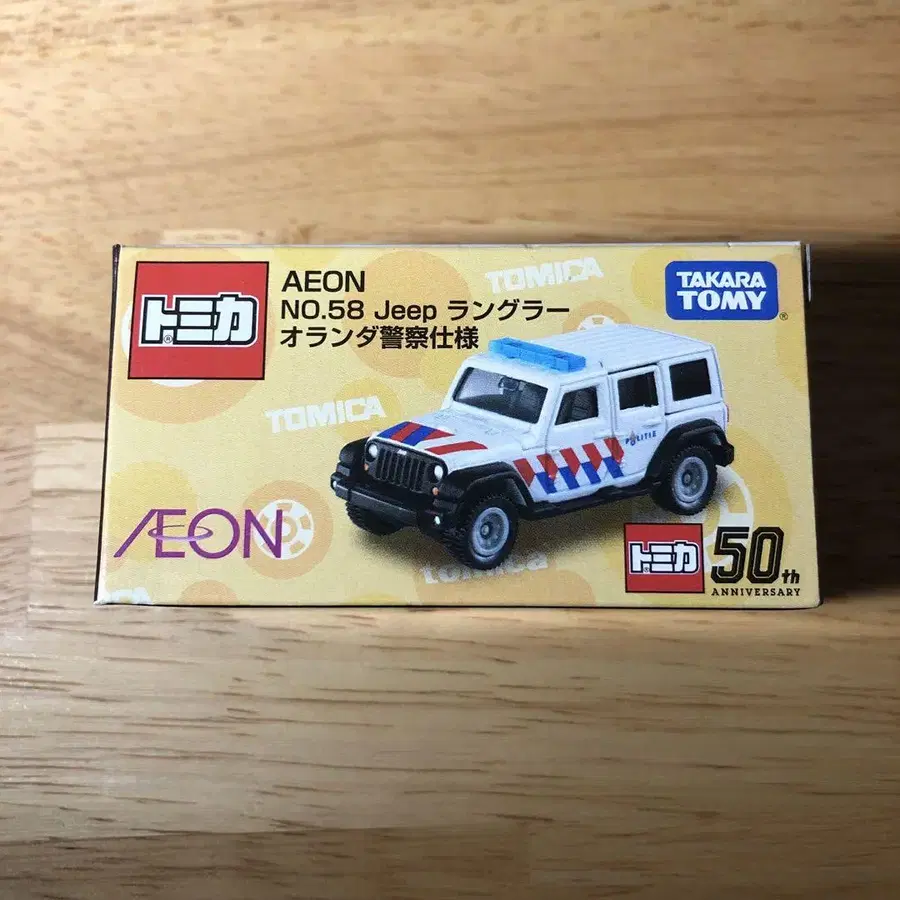 トミカ
AEON
NO.58 Jeep ラングラー
オランダ警察仕様
TOMICA
TAKARA
TOMY
TOMICA
POLITIE
AEON
tomica
トミカ
50th
ANNIVERSARY